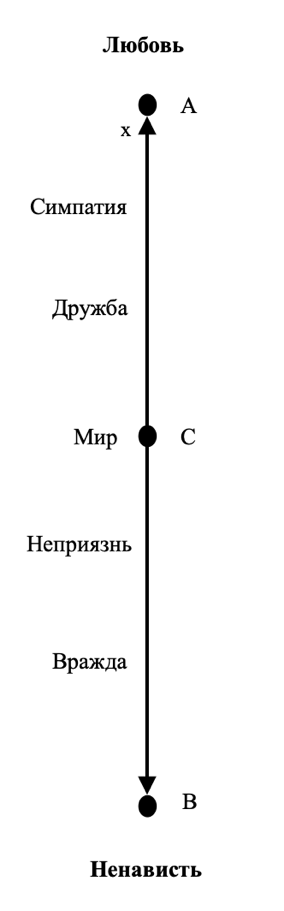 Любовь
A
x
Симпатия
Дружба
Мир C
Неприязнь
Вражда
B
Ненависть